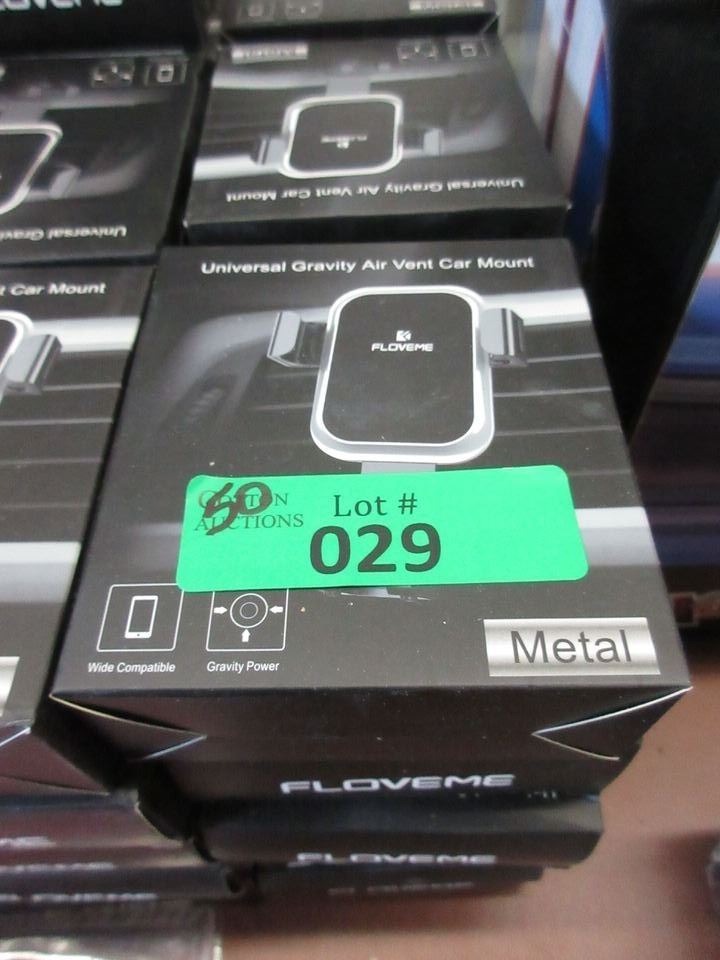 Metal
Universal Gravity Air Vent Car Mount
FLOVEME
Universal Gravity Air Vent Car Mount
t Car Mount
FLOVEME
50
AUCTIONS
Lot #
029
Wide Compatible
Gravity Power
Metal
FLOVEME
FLOVEME